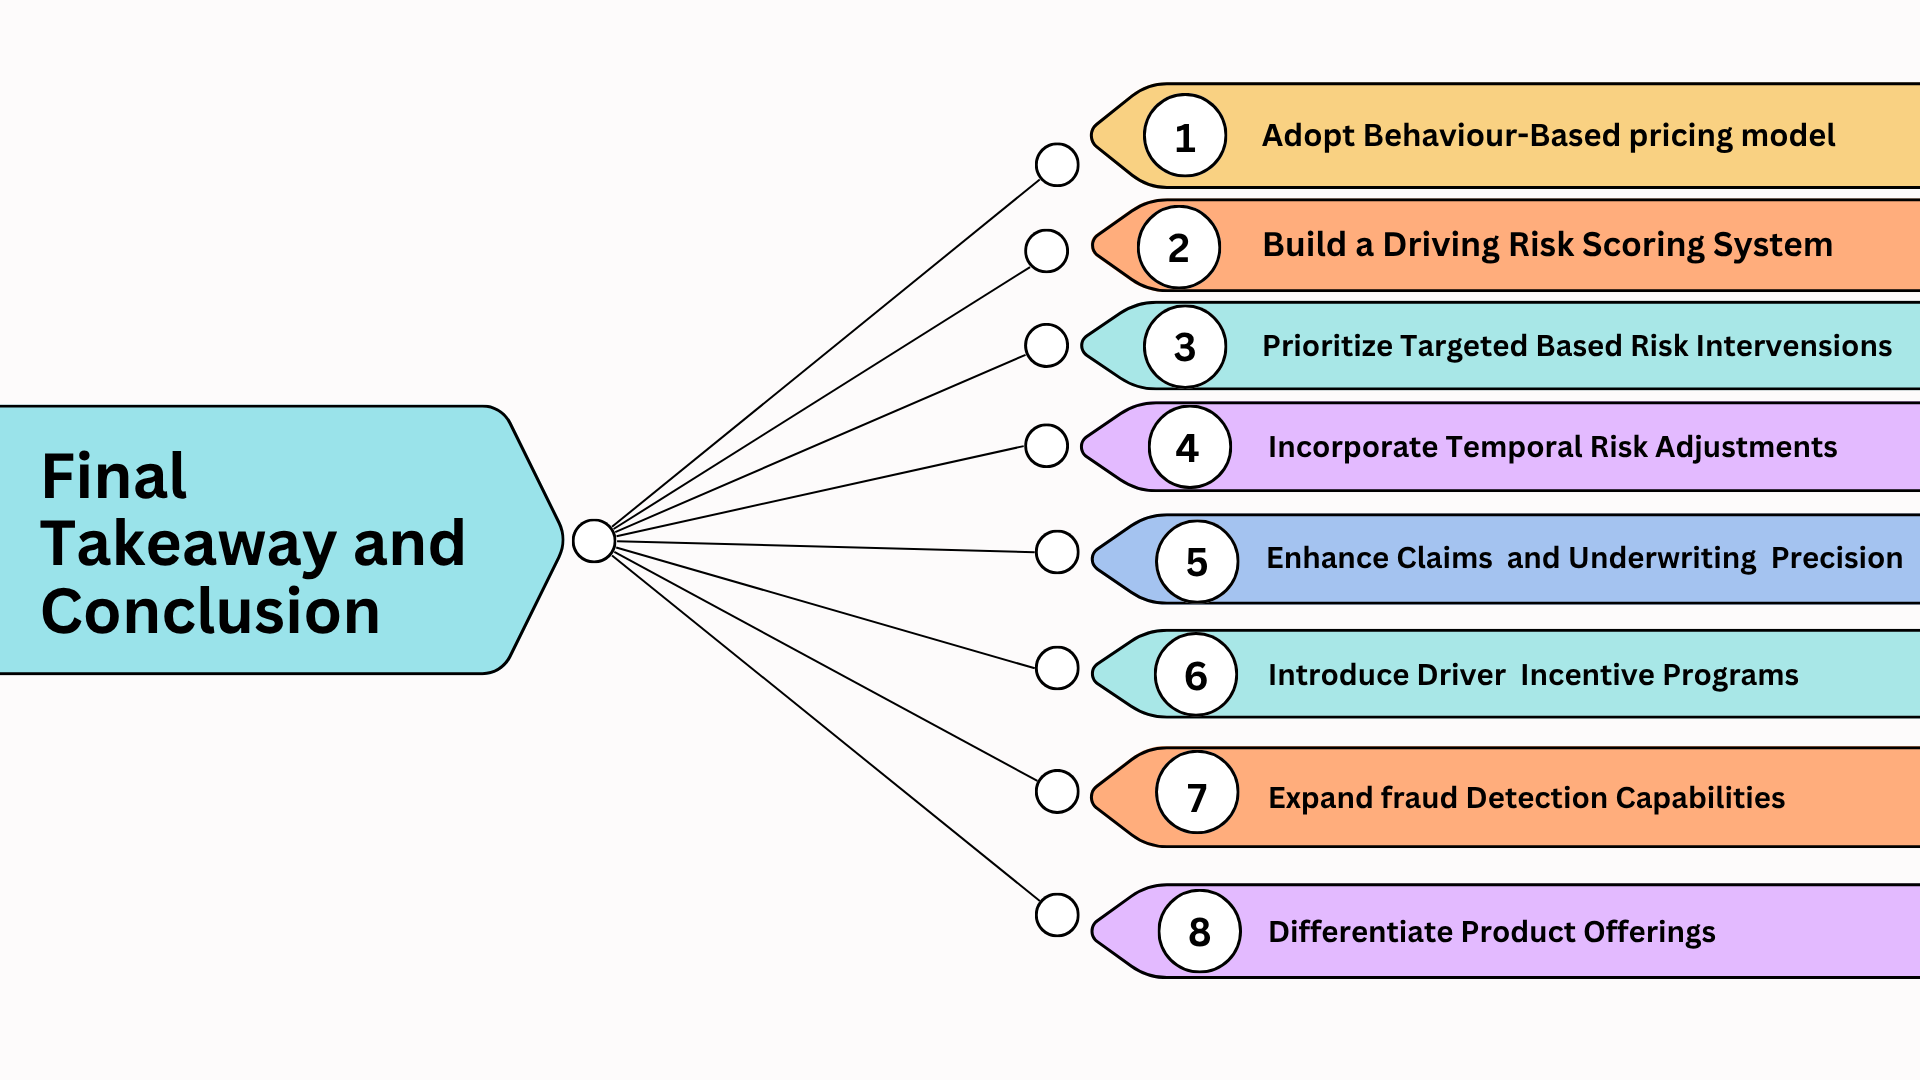 Final
Takeaway and
Conclusion
1 Adopt Behaviour-Based pricing model
2 Build a Driving Risk Scoring System
3 Prioritize Targeted Based Risk Intervensions
4 Incorporate Temporal Risk Adjustments
5 Enhance Claims  and Underwriting  Precision
6 Introduce Driver  Incentive Programs
7 Expand fraud Detection Capabilities
8 Differentiate Product Offerings